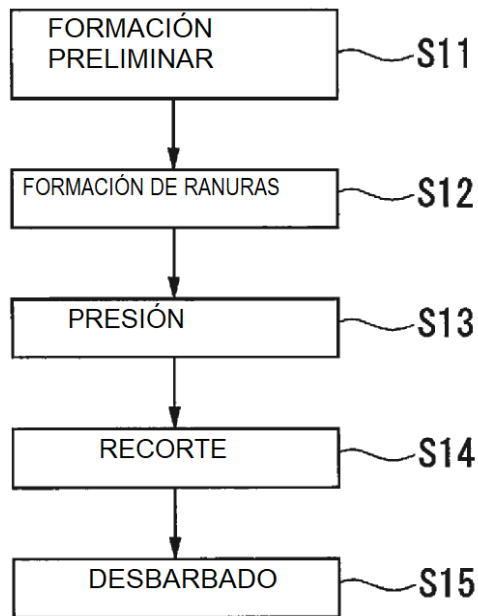 FORMACIÓN
PRELIMINAR
S11
FORMACIÓN DE RANURAS
S12
PRESIÓN
S13
RECORTE
S14
DESBARBADO
S15